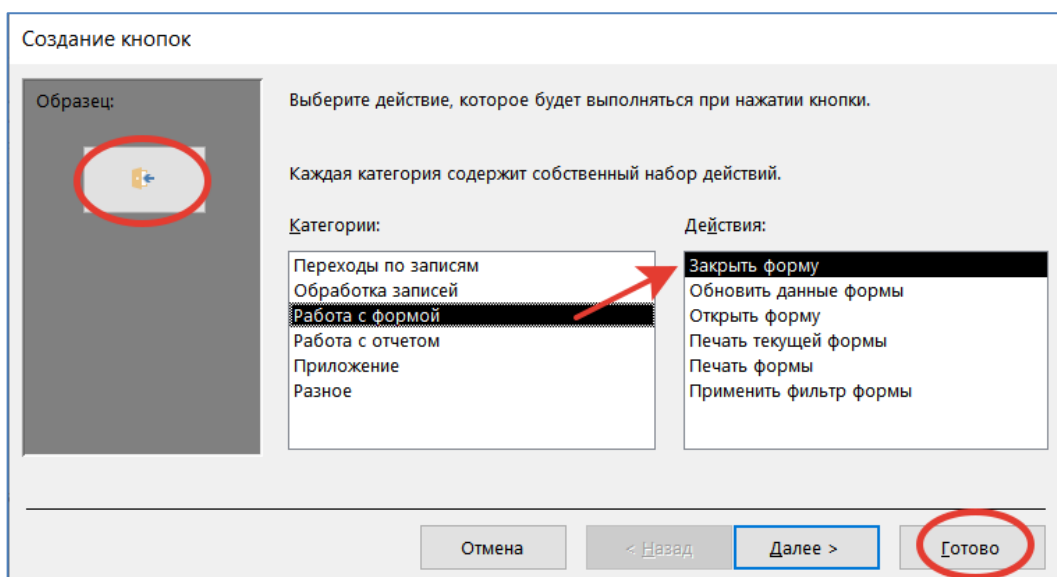 Создание кнопок
Образец:
Выберите действие, которое будет выполняться при нажатии кнопки.
Каждая категория содержит собственный набор действий.
Категории:
Переходы по записям
Обработка записей
Работа с формой
Работа с отчетом
Приложение
Разное
Действия:
Закрыть форму
Обновить данные формы
Открыть форму
Печать текущей формы
Печать формы
Применить фильтр формы
Отмена
< Назад
Далее >
Готово